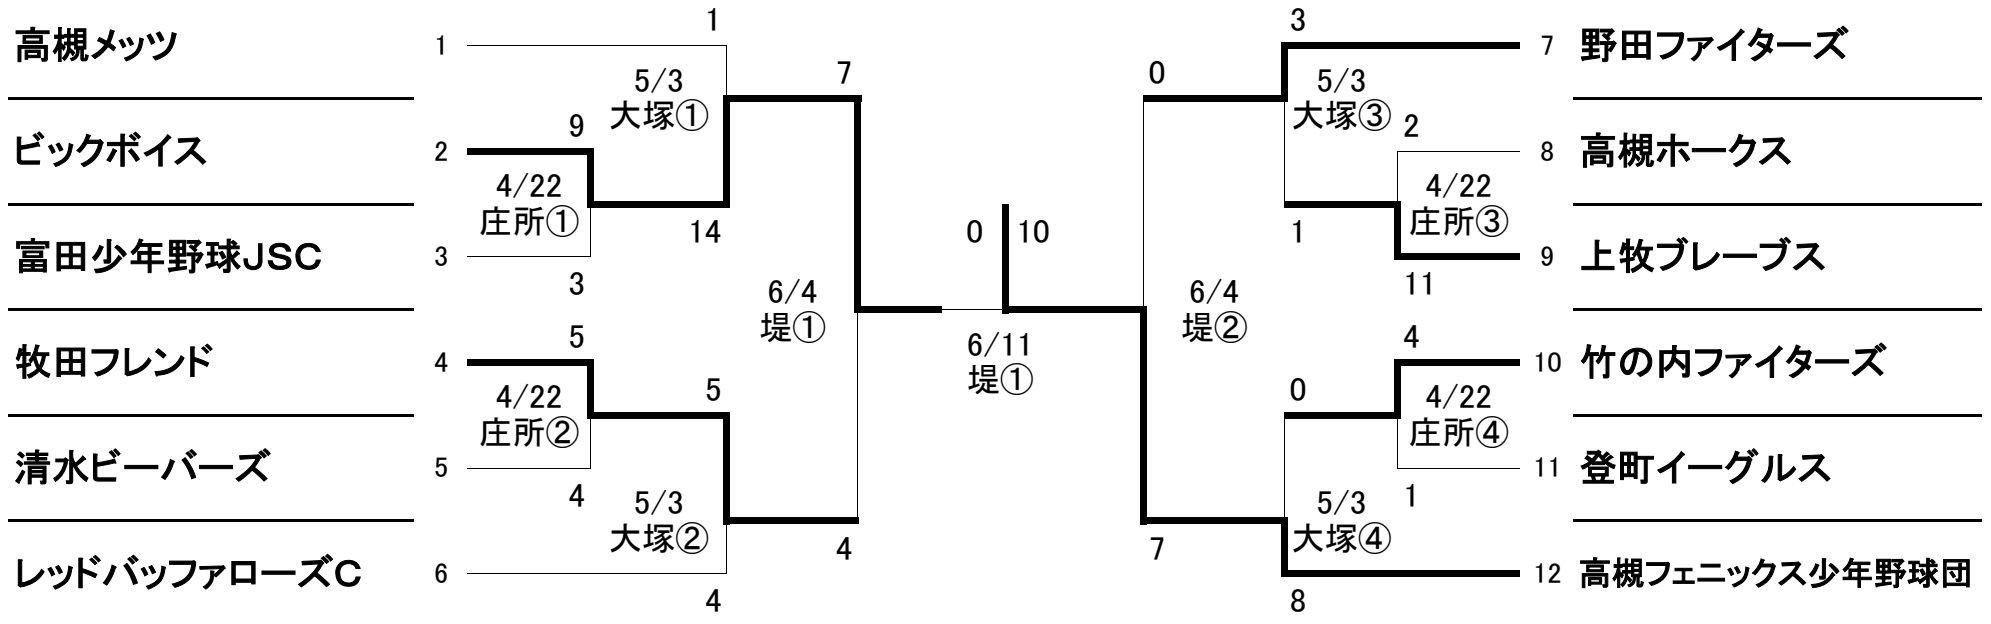 高槻メッツ
1
ビックボイス
2
富田少年野球JSC
3
牧田フレンド
4
清水ビーバーズ
5
レッドバッファローズC
6
9
4/22
庄所①
3
5
4/22
庄所②
4
1
5/3
大塚①
14
5
5/3
大塚②
4
7
6/4
堤①
4
0
10
6/11
堤①
0
6/4
堤②
7
3
5/3
大塚③
1
0
5/3
大塚④
8
2
4/22
庄所③
11
4
4/22
庄所④
1
7
野田ファイターズ
8
高槻ホークス
9
上牧ブレーブス
10
竹の内ファイターズ
11
登町イーグルス
12
高槻フェニックス少年野球団